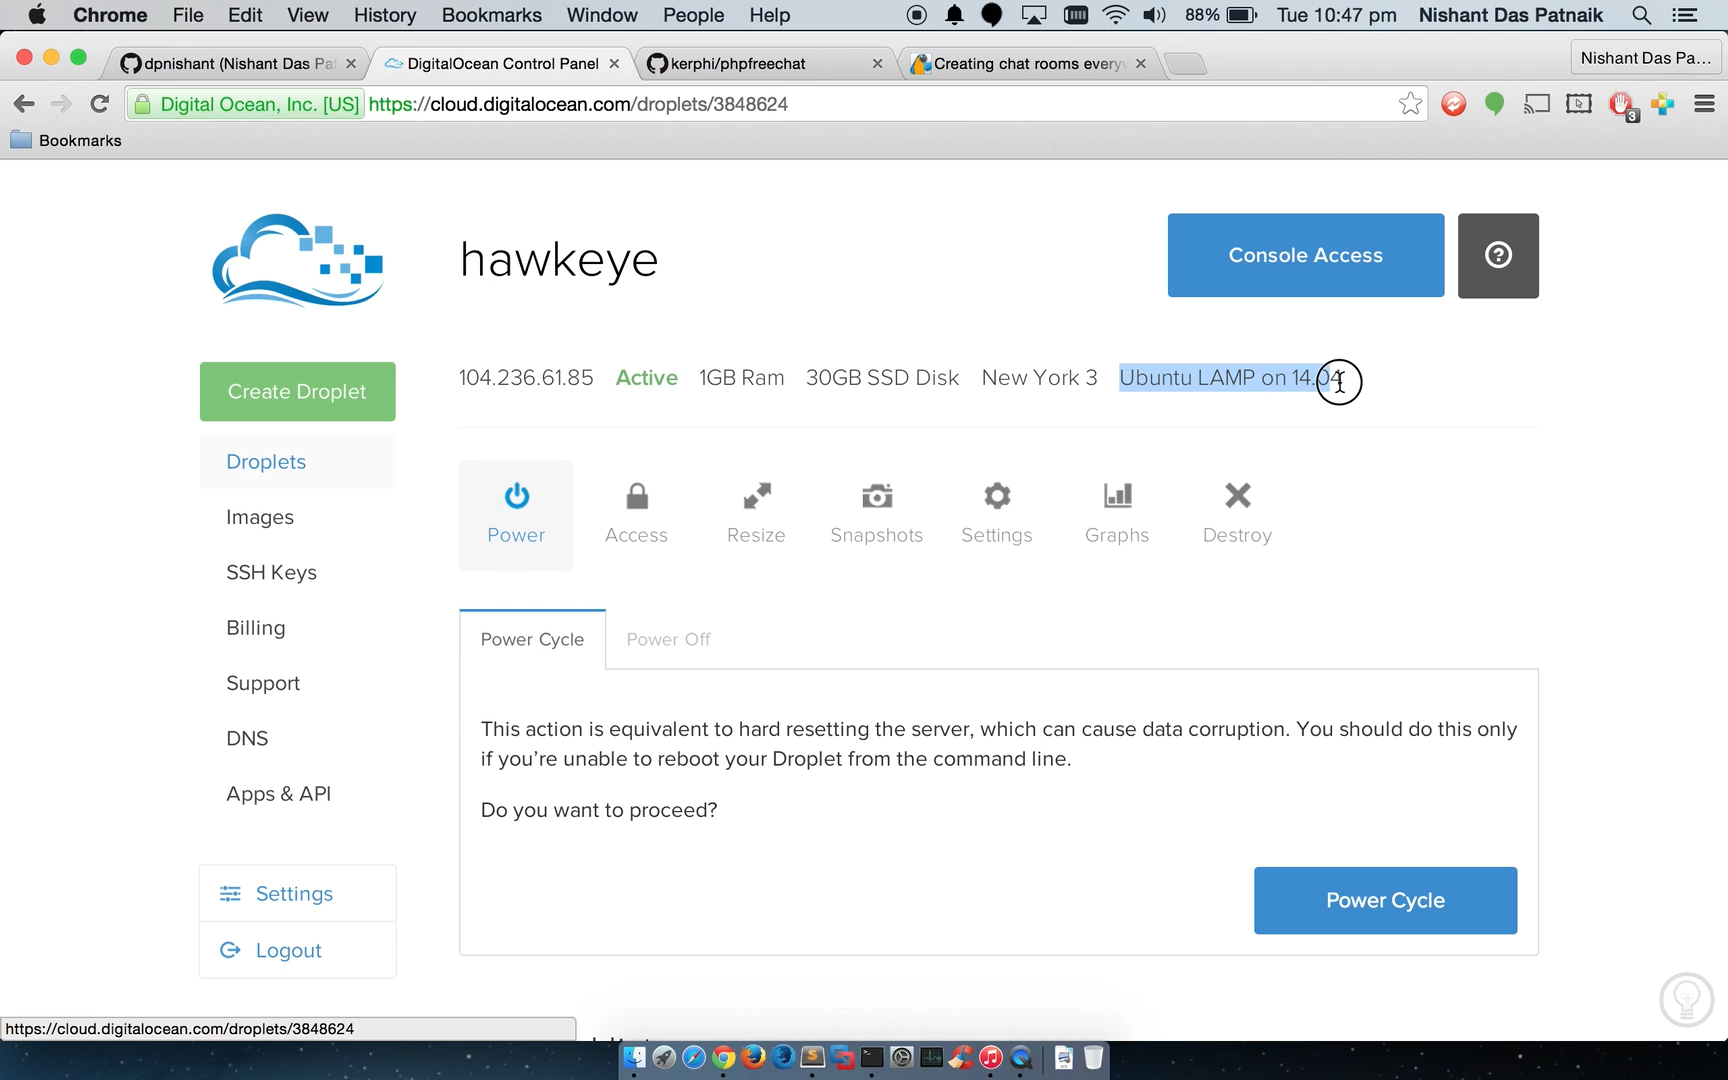 Chrome File Edit View History Bookmarks Window People Help 88% Tue 10:47 pm Nishant Das Patnaik
dpnishant (Nishant Das Pa DigitalOcean Control Panel kerphi/phpfreechat Creating chat rooms every Nishant Das Pa...
Digital Ocean, Inc. [US] https://cloud.digitalocean.com/droplets/3848624 3
Bookmarks
hawkeye
Console Access
?
104.236.61.85 Active 1GB Ram 30GB SSD Disk New York 3 Ubuntu LAMP on 14.04
Create Droplet
Droplets
Images
SSH Keys
Billing
Support
DNS
Apps & API
Settings
Logout
Power Access Resize Snapshots Settings Graphs Destroy
Power Cycle Power Off
This action is equivalent to hard resetting the server, which can cause data corruption. You should do this only
if you're unable to reboot your Droplet from the command line.
Do you want to proceed?
Power Cycle
https://cloud.digitalocean.com/droplets/3848624